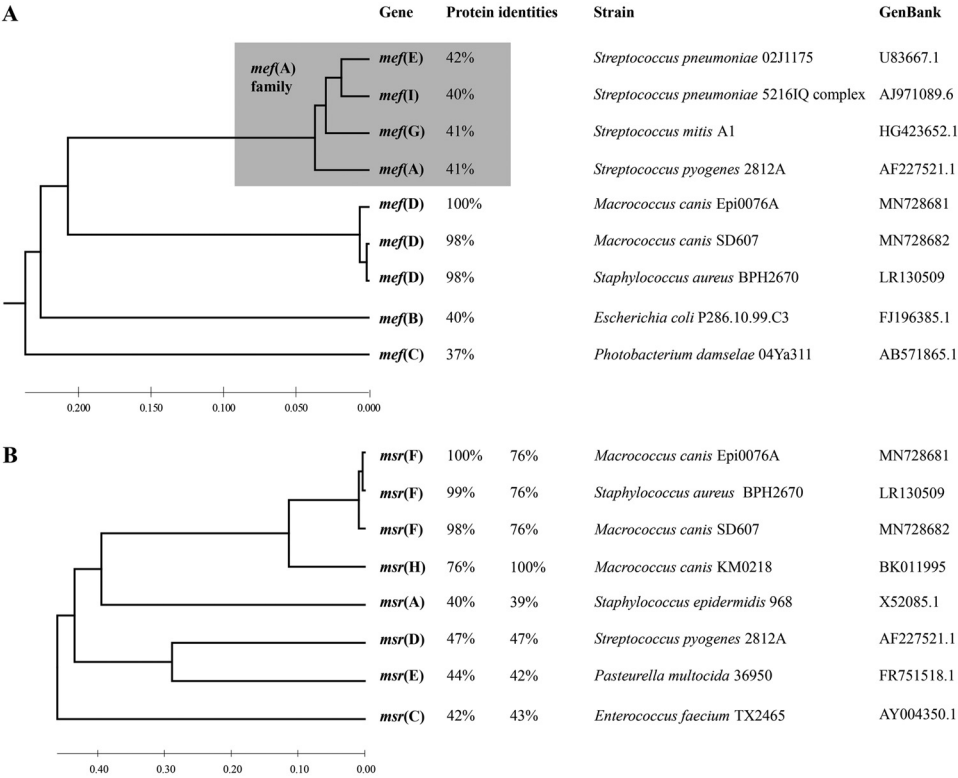 A
Gene Protein identities Strain GenBank
mef(A) family
mef(E) 42% Streptococcus pneumoniae 02J1175 U83667.1
mef(I) 40% Streptococcus pneumoniae 5216IQ complex AJ971089.6
mef(G) 41% Streptococcus mitis A1 HG423652.1
mef(A) 41% Streptococcus pyogenes 2812A AF227521.1
mef(D) 100% Macrococcus canis Epi0076A MN728681
mef(D) 98% Macrococcus canis SD607 MN728682
mef(D) 98% Staphylococcus aureus BPH2670 LR130509
mef(B) 40% Escherichia coli P286.10.99.C3 FJ196385.1
mef(C) 37% Photobacterium damselae 04Ya311 AB571865.1
0.200 0.150 0.100 0.050 0.000
B
msr(F) 100% 76% Macrococcus canis Epi0076A MN728681
msr(F) 99% 76% Staphylococcus aureus BPH2670 LR130509
msr(F) 98% 76% Macrococcus canis SD607 MN728682
msr(H) 76% 100% Macrococcus canis KM0218 BK011995
msr(A) 40% 39% Staphylococcus epidermidis 968 X52085.1
msr(D) 47% 47% Streptococcus pyogenes 2812A AF227521.1
msr(E) 44% 42% Pasteurella multocida 36950 FR751518.1
msr(C) 42% 43% Enterococcus faecium TX2465 AY004350.1
0.40 0.30 0.20 0.10 0.00